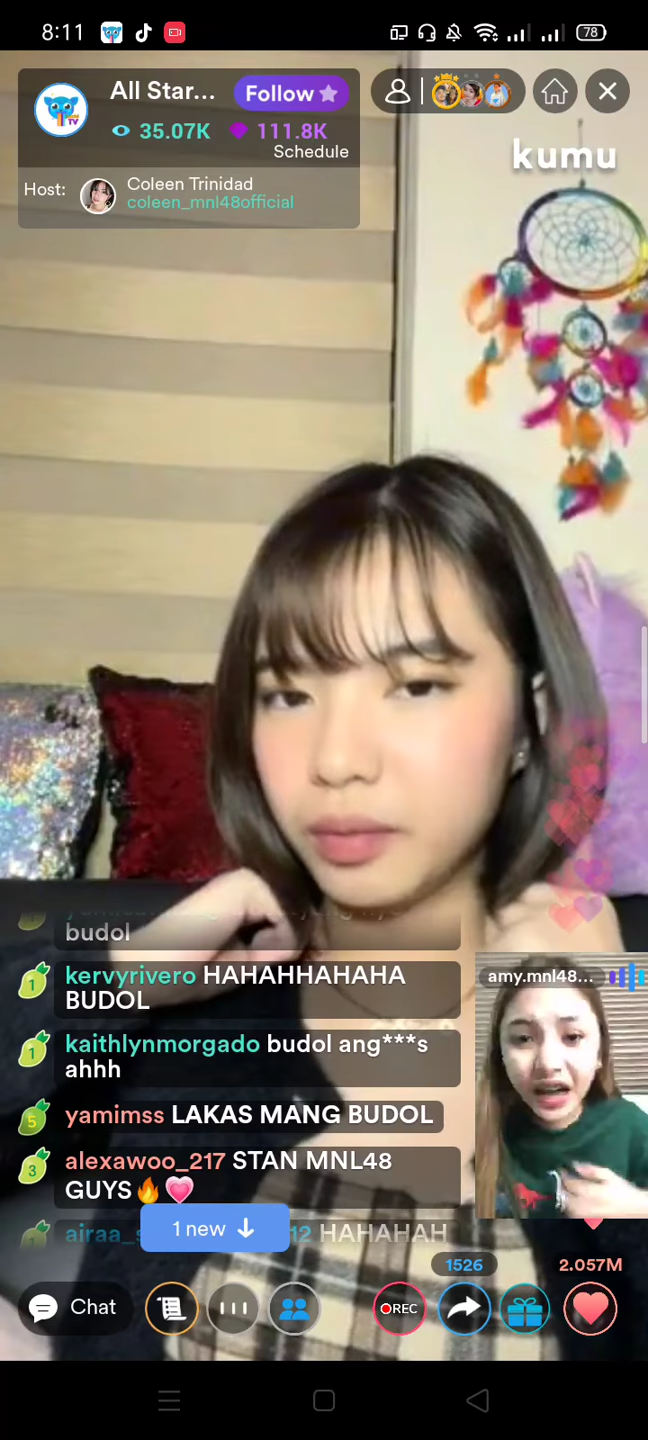 8:11
78
All Star...
Follow
35.07K
111.8K
Schedule
Host:
Coleen Trinidad
coleen_mnl48official
kumu
TV
budol
1
kervyrivero HAHAHHAHAHA
BUDOL
1
kaithlynmorgado budol ang***s
ahhh
5
yamimss LAKAS MANG BUDOL
3
alexawoo_217 STAN MNL48
GUYS🔥💗
HAHAHAH
1 new
amy.mnl48...
1526
2.057M
Chat
REC